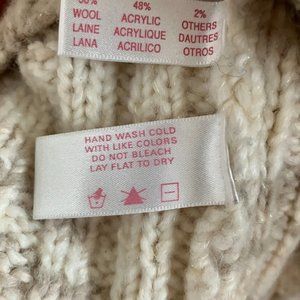 48% 2%
WOOL ACRYLIC OTHERS
LAINE ACRYLIQUE DAUTRES
LANA ACRILICO OTROS
HAND WASH COLD
WITH LIKE COLORS
DO NOT BLEACH
LAY FLAT TO DRY